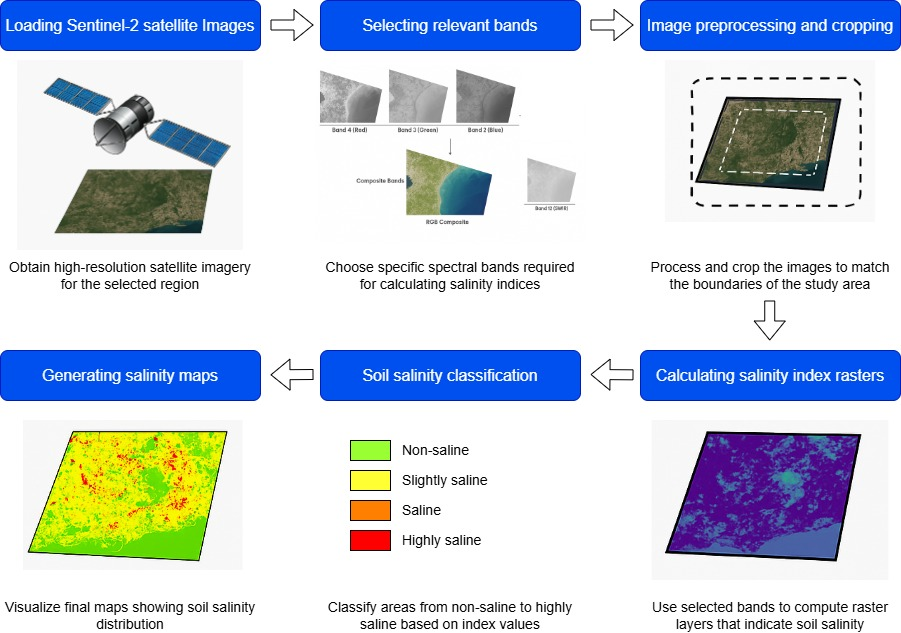 Loading Sentinel-2 satellite Images
Selecting relevant bands
Image preprocessing and cropping
Band 4 (Red)
Band 3 (Green)
Band 2 (Blue)
Composite Bands
RGB Composite
Band 12 (SWIR)
Obtain high-resolution satellite imagery
for the selected region
Choose specific spectral bands required
for calculating salinity indices
Process and crop the images to match
the boundaries of the study area
Generating salinity maps
Soil salinity classification
Calculating salinity index rasters
Non-saline
Slightly saline
Saline
Highly saline
Visualize final maps showing soil salinity
distribution
Classify areas from non-saline to highly
saline based on index values
Use selected bands to compute raster
layers that indicate soil salinity